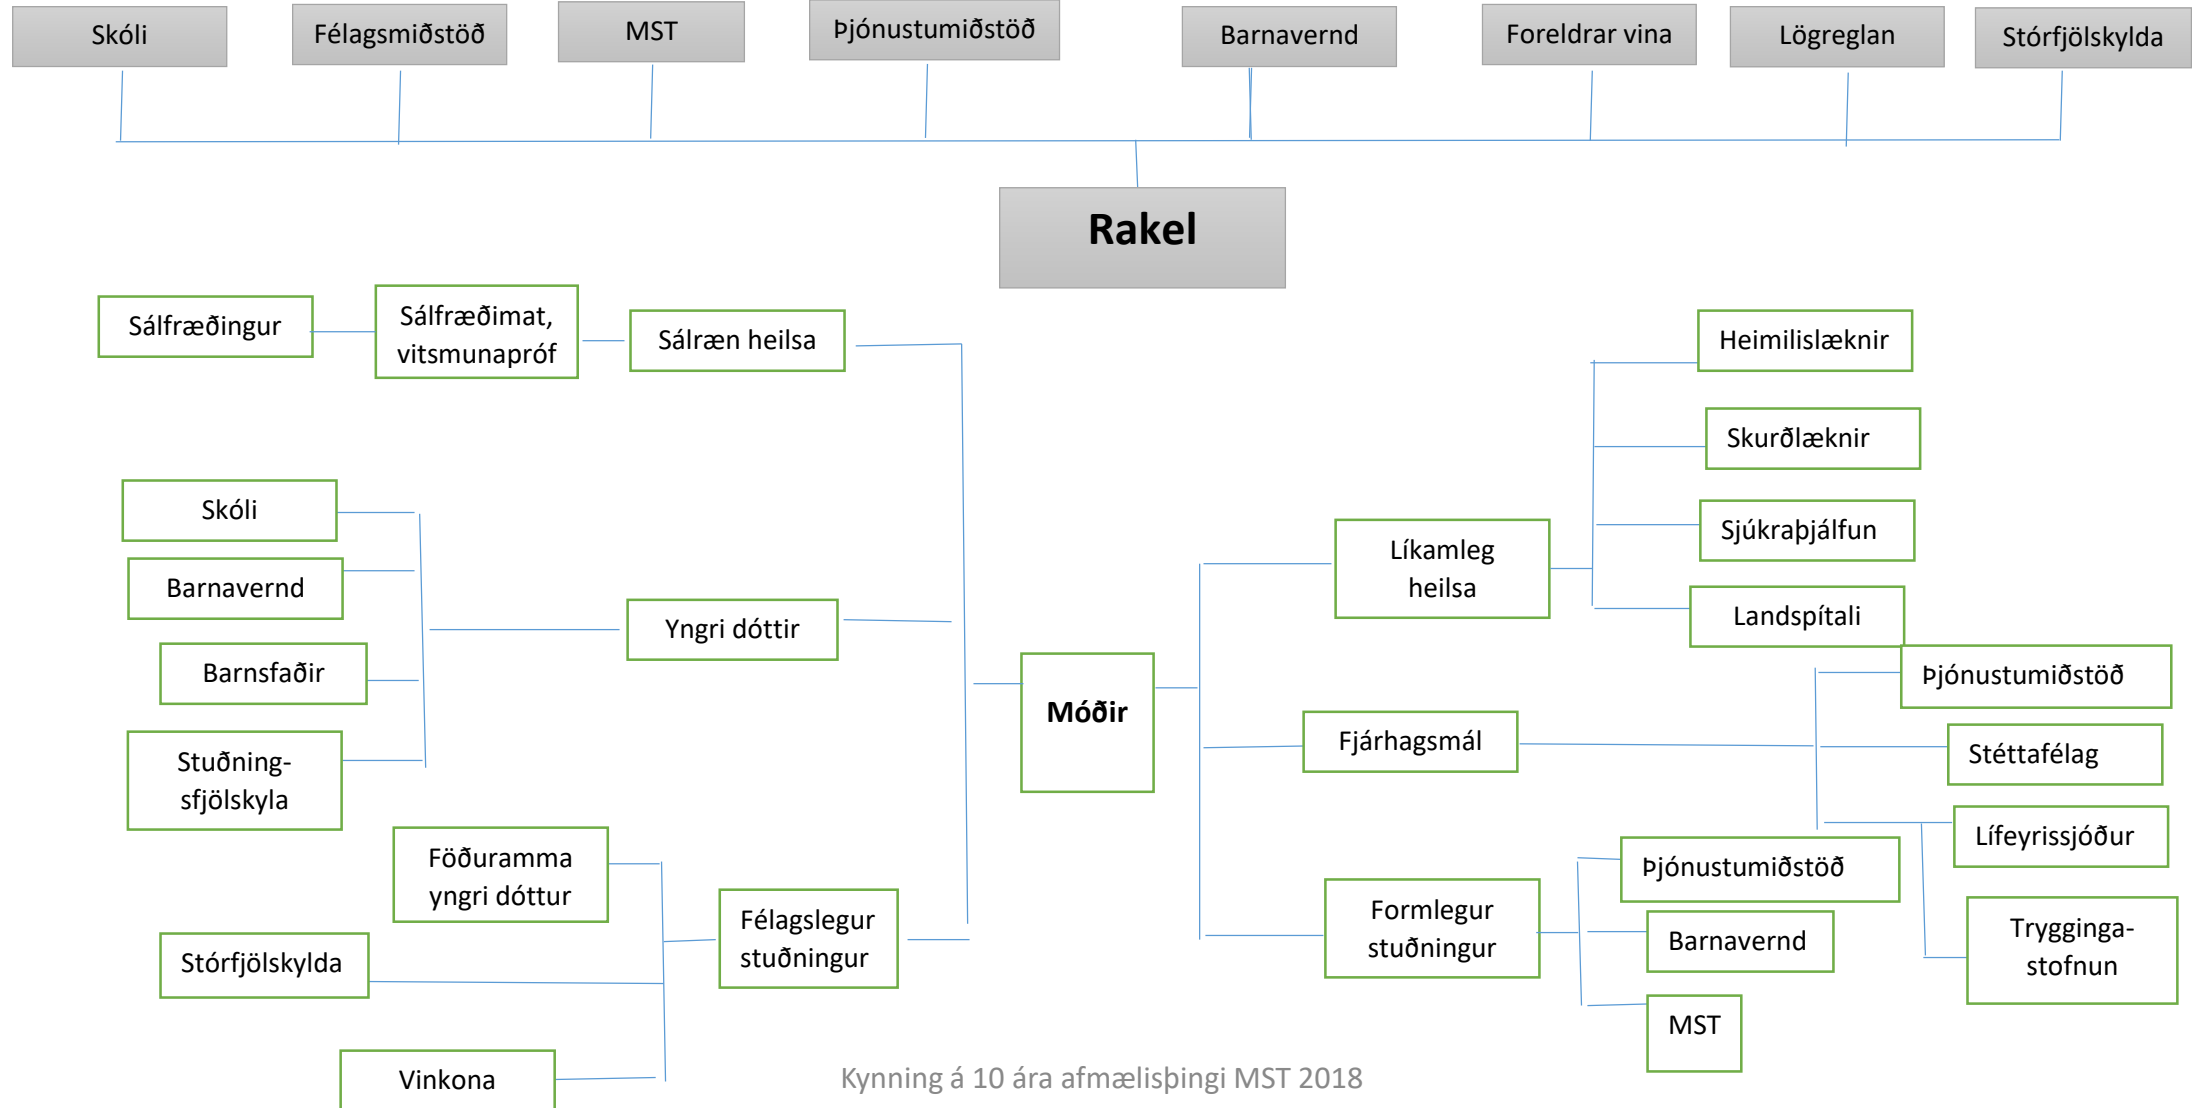 Skóli
Félagsmiðstöð
MST
Þjónustumiðstöð
Barnavernd
Foreldrar vina
Lögreglan
Stórfjölskylda
Rakel
Sálfræðingur
Sálfræðimat,
vitsmunapróf
Sálræn heilsa
Skóli
Barnavernd
Barnsfaðir
Stuðning-
sfjölskyla
Yngri dóttir
Föðuramma
yngri dóttur
Stórfjölskylda
Vinkona
Félagslegur
stuðningur
Móðir
Líkamleg
heilsa
Heimilislæknir
Skurðlæknir
Sjúkraþjálfun
Landspítali
Fjárhagsmál
Þjónustumiðstöð
Stéttafélag
Lífeyrissjóður
Trygginga-
stofnun
Formlegur
stuðningur
Þjónustumiðstöð
Barnavernd
MST
Kynning á 10 ára afmælisþingi MST 2018